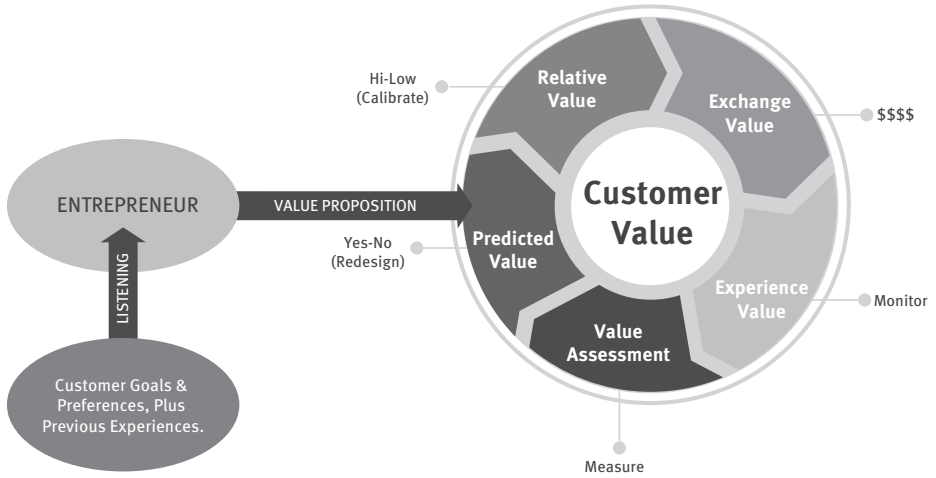 Hi-Low
(Calibrate)
Relative
Value
Exchange
Value
$$$$
ENTREPRENEUR
VALUE PROPOSITION
Customer
Value
Yes-No
(Redesign)
Predicted
Value
LISTENING
Experience
Value
Monitor
Value
Assessment
Customer Goals &
Preferences, Plus
Previous Experiences.
Measure